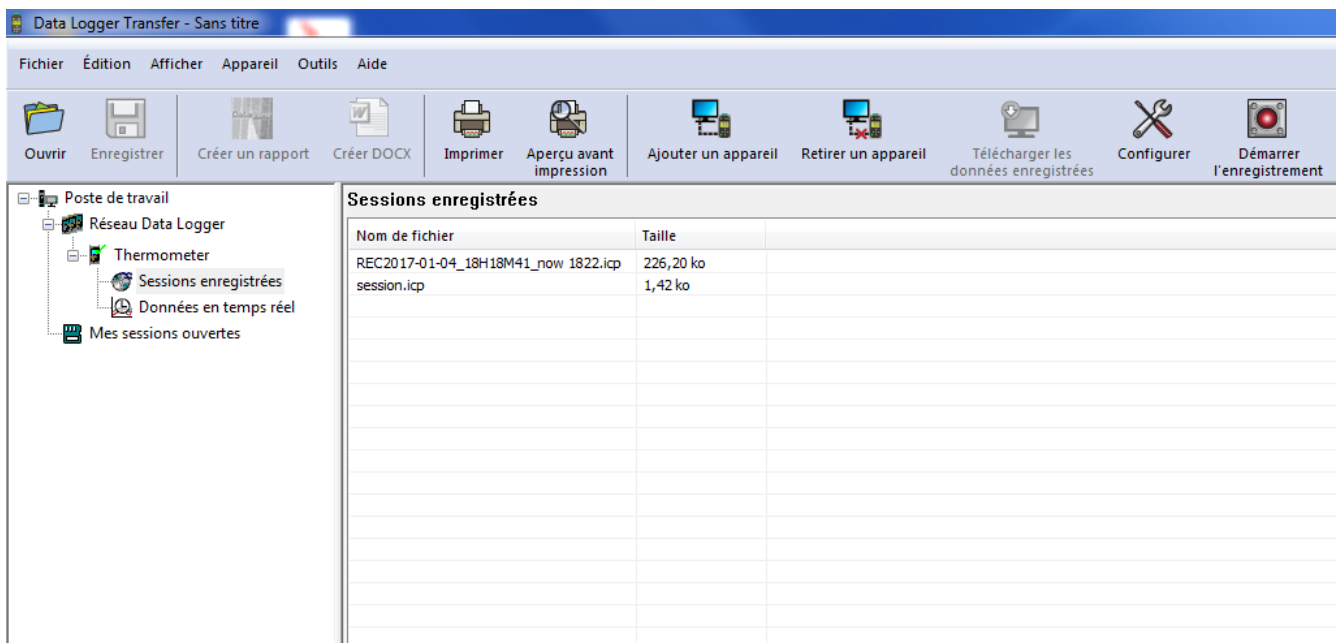 Data Logger Transfer - Sans titre
Fichier Édition Afficher Appareil Outils Aide
Ouvrir Enregistrer Créer un rapport Créer DOCX Imprimer Aperçu avant impression Ajouter un appareil Retirer un appareil Télécharger les données enregistrées Configurer Démarrer l'enregistrement
Poste de travail
Réseau Data Logger
Thermometer
Sessions enregistrées
Données en temps réel
Mes sessions ouvertes
Sessions enregistrées
Nom de fichier Taille
REC2017-01-04_18H18M41_now 1822.icp 226,20 ko
session.icp 1,42 ko